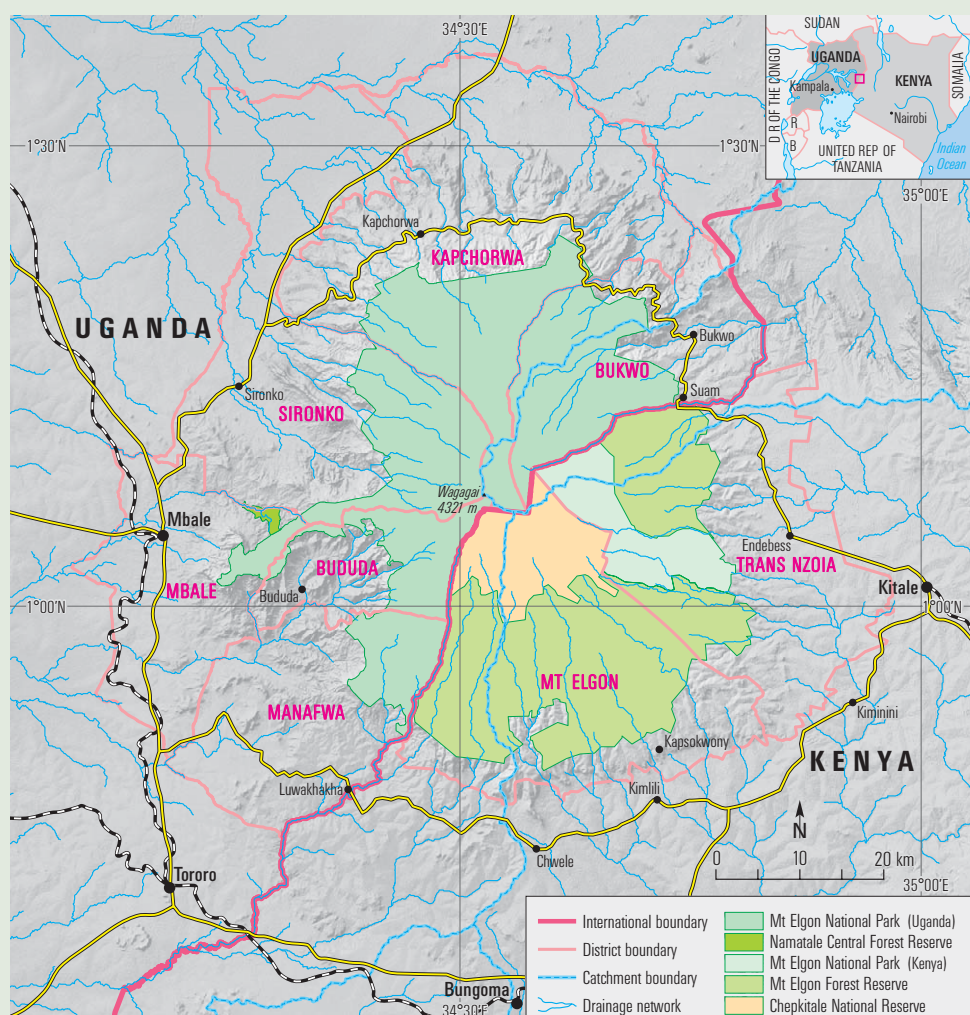 34°30'E
SUDAN
UGANDA
Kampala
D R OF THE CONGO
KENYA
SOMALIA
Nairobi
R
B
UNITED REP OF
TANZANIA
Indian
Ocean
1°30'N
1°30'N
35°00'E
Kapchorwa
KAPCHORWA
UGANDA
Bukwo
BUKWO
Suam
Sironko
SIRONKO
Wagagai
4321 m
Mbale
Endebess
TRANS NZOIA
BUDUDA
MBALE
Bududa
Kitale
1°00'N
1°00'N
MT ELGON
MANAFWA
Kiminini
Kapsokwony
KENYA
Luwakhakha
Kimlili
N
Chwele
0 10 20 km
Tororo
35°00'E
International boundary
District boundary
Catchment boundary
Drainage network
Mt Elgon National Park (Uganda)
Namatale Central Forest Reserve
Mt Elgon National Park (Kenya)
Mt Elgon Forest Reserve
Chepkitale National Reserve
Bungoma
34°30'E